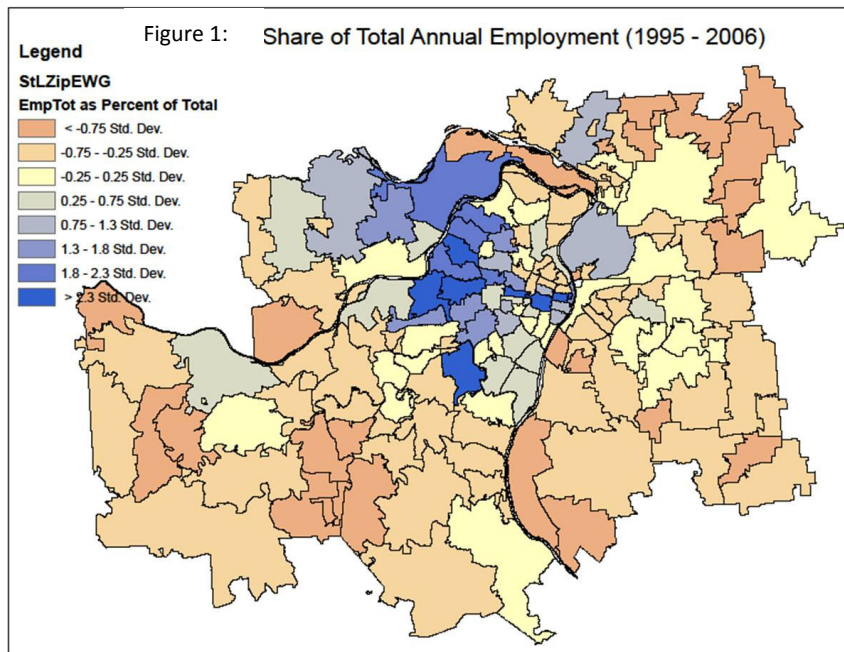 Figure 1: Share of Total Annual Employment (1995 - 2006)
Legend
StLZipEWG
EmpTot as Percent of Total
< -0.75 Std. Dev.
-0.75 - -0.25 Std. Dev.
-0.25 - 0.25 Std. Dev.
0.25 - 0.75 Std. Dev.
0.75 - 1.3 Std. Dev.
1.3 - 1.8 Std. Dev.
1.8 - 2.3 Std. Dev.
> 2.3 Std. Dev.